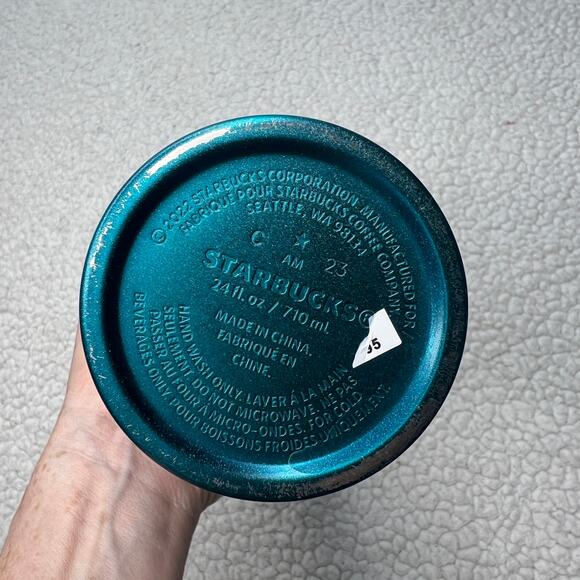 © 2022 STARBUCKS CORPORATION. MANUFACTURED FOR
FABRIQUÉ POUR STARBUCKS COFFEE COMPANY
SEATTLE, WA 98134
C ★
AM 23
STARBUCKS®
24 fl. oz / 710 mL
MADE IN CHINA.
FABRIQUÉ EN
CHINE.
HAND WASH ONLY. LAVER À LA MAIN
SEULEMENT. DO NOT MICROWAVE. NE PAS
PASSER AU FOUR À MICRO-ONDES. FOR COLD
BEVERAGES ONLY. POUR BOISSONS FROIDES UNIQUEMENT.
95